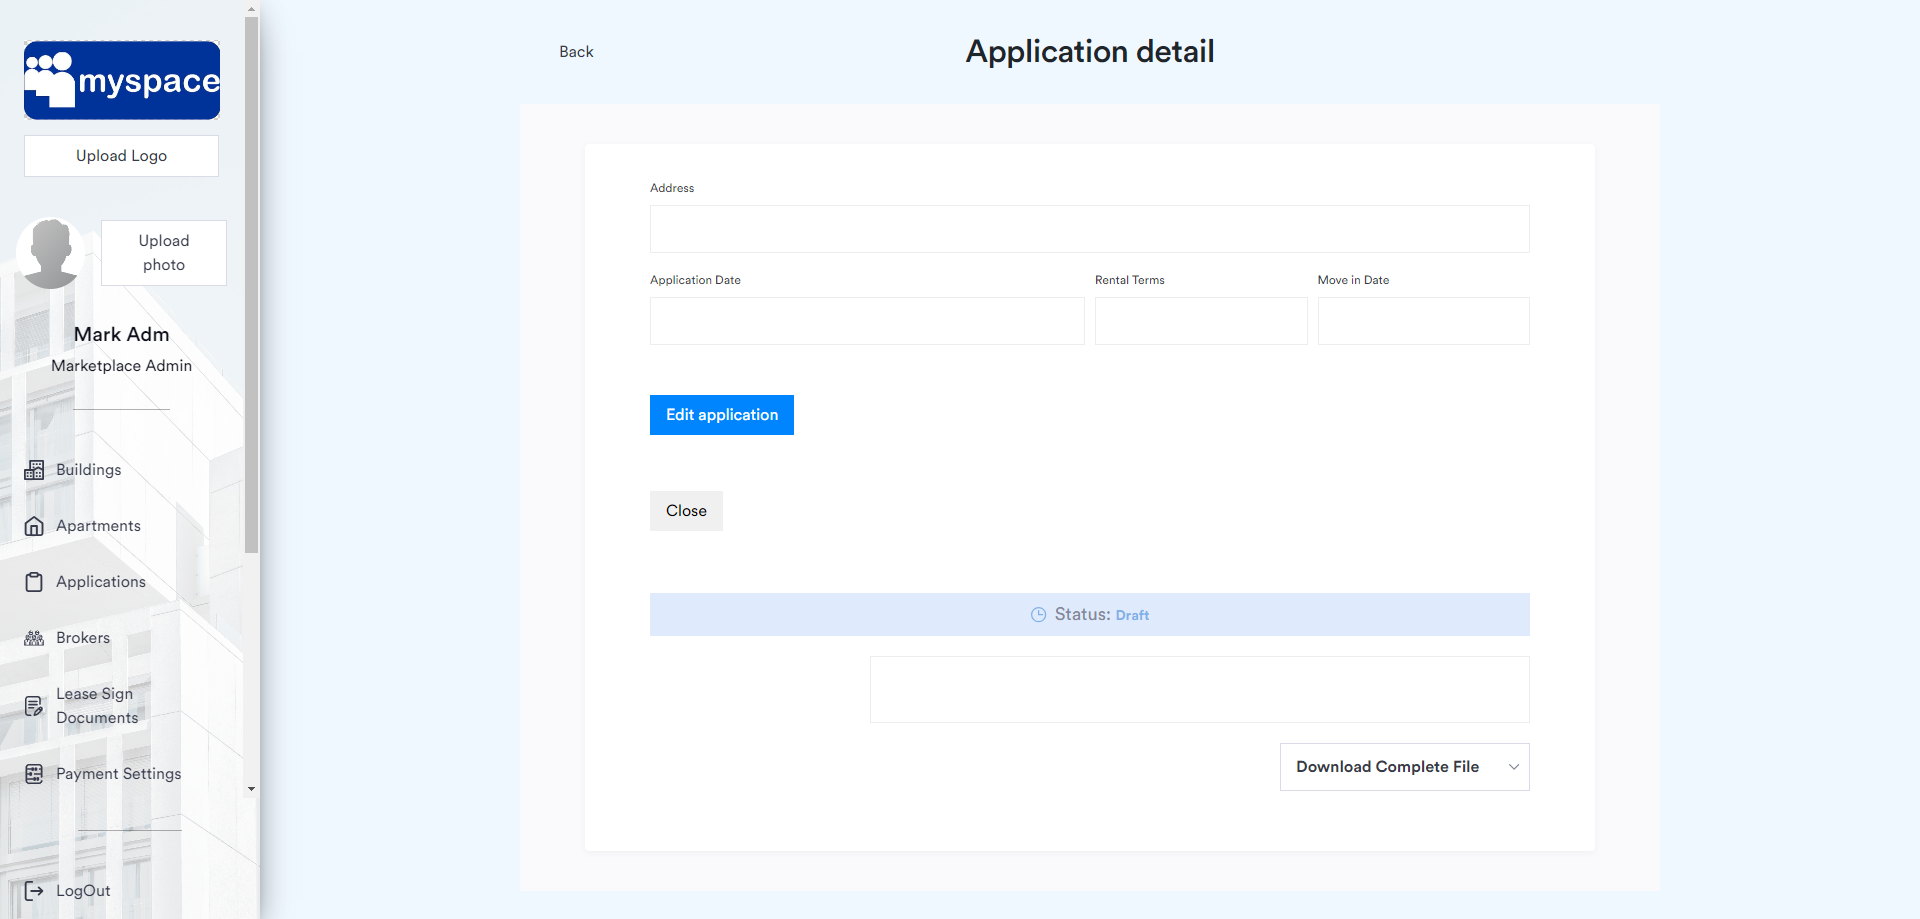 myspace
Upload Logo
Upload
photo
Mark Adm
Marketplace Admin
Buildings
Apartments
Applications
Brokers
Lease Sign
Documents
Payment Settings
LogOut
Back
Application detail
Address
Application Date
Rental Terms
Move in Date
Edit application
Close
Status: Draft
Download Complete File